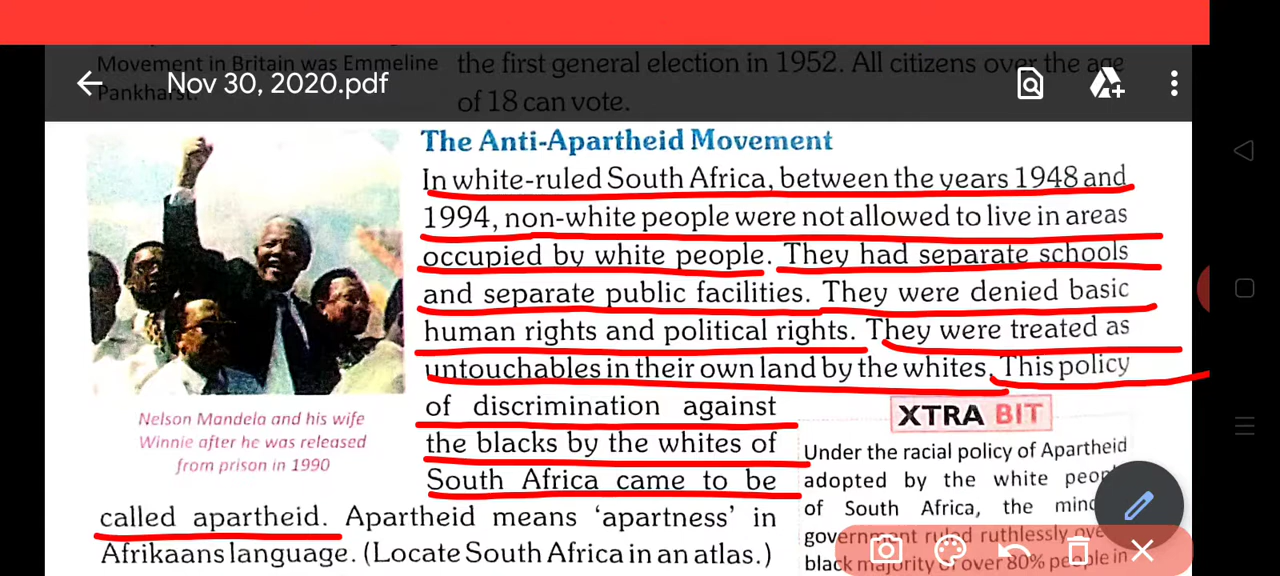 Movement in Britain was Emmeline
Pankhurst.
the first general election in 1952. All citizens over the age
of 18 can vote.
Nov 30, 2020.pdf
The Anti-Apartheid Movement
In white-ruled South Africa, between the years 1948 and
1994, non-white people were not allowed to live in areas
occupied by white people. They had separate schools
and separate public facilities. They were denied basic
human rights and political rights. They were treated as
untouchables in their own land by the whites. This policy
of discrimination against
the blacks by the whites of
South Africa came to be
called apartheid. Apartheid means ‘apartness’ in
Afrikaans language. (Locate South Africa in an atlas.)
Nelson Mandela and his wife
Winnie after he was released
from prison in 1990
XTRA BIT
Under the racial policy of Apartheid
adopted by the white
of South Africa, the
government ruled ruthlessly
black majority of over 80% people in